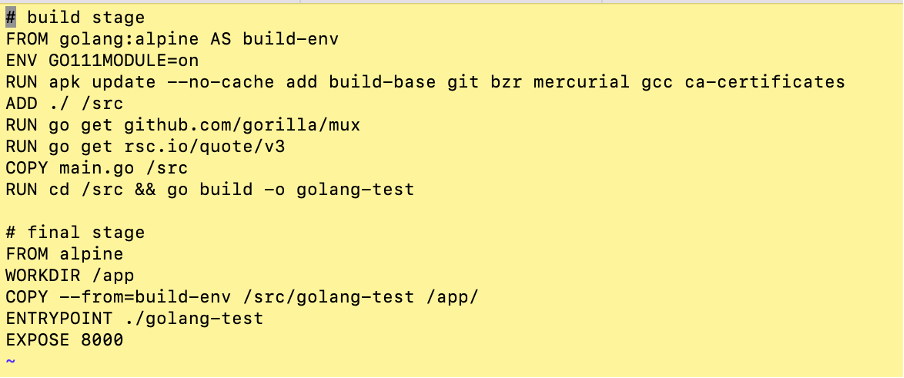 # build stage
FROM golang:alpine AS build-env
ENV GO111MODULE=on
RUN apk update --no-cache add build-base git bzr mercurial gcc ca-certificates
ADD ./ /src
RUN go get github.com/gorilla/mux
RUN go get rsc.io/quote/v3
COPY main.go /src
RUN cd /src && go build -o golang-test

# final stage
FROM alpine
WORKDIR /app
COPY --from=build-env /src/golang-test /app/
ENTRYPOINT ./golang-test
EXPOSE 8000
~